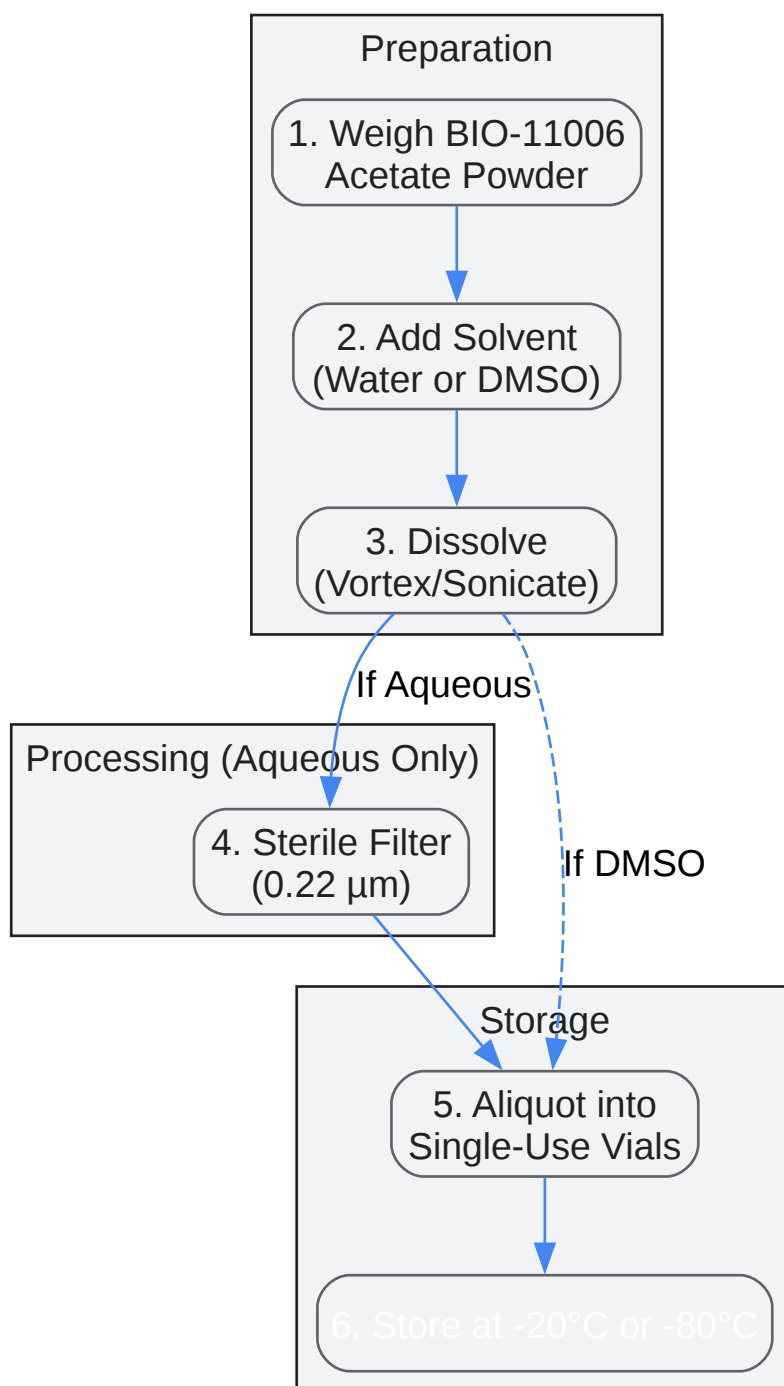 Preparation
1. Weigh BIO-11006
Acetate Powder
2. Add Solvent
(Water or DMSO)
3. Dissolve
(Vortex/Sonicate)
If Aqueous
Processing (Aqueous Only)
4. Sterile Filter
(0.22 µm)
If DMSO
Storage
5. Aliquot into
Single-Use Vials
6. Store at -20°C or -80°C